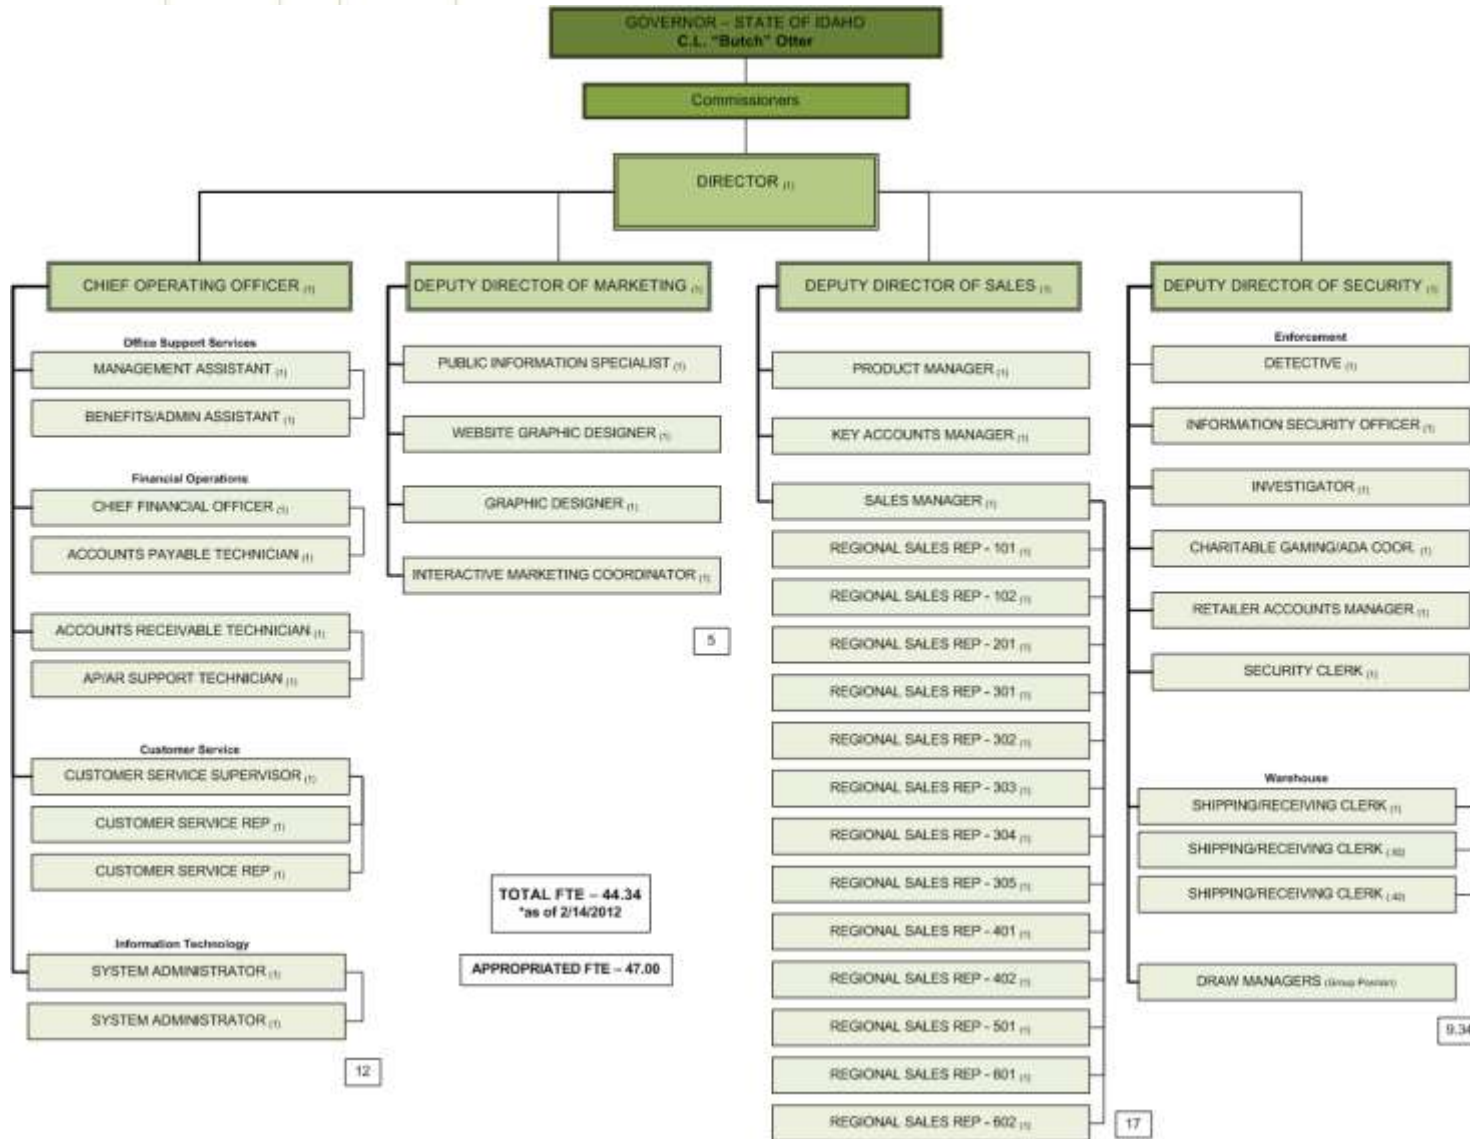 GOVERNOR – STATE OF IDAHO
C.L. "Butch" Otter
Commissioners
DIRECTOR (1)
CHIEF OPERATING OFFICER (1)
Office Support Services
MANAGEMENT ASSISTANT (1)
BENEFITS/ADMIN ASSISTANT (1)
Financial Operations
CHIEF FINANCIAL OFFICER (1)
ACCOUNTS PAYABLE TECHNICIAN (1)
ACCOUNTS RECEIVABLE TECHNICIAN (1)
AP/AR SUPPORT TECHNICIAN (1)
Customer Service
CUSTOMER SERVICE SUPERVISOR (1)
CUSTOMER SERVICE REP (1)
CUSTOMER SERVICE REP (1)
Information Technology
SYSTEM ADMINISTRATOR (1)
SYSTEM ADMINISTRATOR (1)
12
DEPUTY DIRECTOR OF MARKETING (1)
PUBLIC INFORMATION SPECIALIST (1)
WEBSITE GRAPHIC DESIGNER (1)
GRAPHIC DESIGNER (1)
INTERACTIVE MARKETING COORDINATOR (1)
5
TOTAL FTE – 44.34
*as of 2/14/2012
APPROPRIATED FTE – 47.00
DEPUTY DIRECTOR OF SALES (1)
PRODUCT MANAGER (1)
KEY ACCOUNTS MANAGER (1)
SALES MANAGER (1)
REGIONAL SALES REP - 101 (1)
REGIONAL SALES REP - 102 (1)
REGIONAL SALES REP - 201 (1)
REGIONAL SALES REP - 301 (1)
REGIONAL SALES REP - 302 (1)
REGIONAL SALES REP - 303 (1)
REGIONAL SALES REP - 304 (1)
REGIONAL SALES REP - 305 (1)
REGIONAL SALES REP - 401 (1)
REGIONAL SALES REP - 402 (1)
REGIONAL SALES REP - 501 (1)
REGIONAL SALES REP - 601 (1)
REGIONAL SALES REP - 602 (1)
17
DEPUTY DIRECTOR OF SECURITY (1)
Enforcement
DETECTIVE (1)
INFORMATION SECURITY OFFICER (1)
INVESTIGATOR (1)
CHARITABLE GAMING/ADA COOR. (1)
RETAILER ACCOUNTS MANAGER (1)
SECURITY CLERK (1)
Warehouse
SHIPPING/RECEIVING CLERK (1)
SHIPPING/RECEIVING CLERK
SHIPPING/RECEIVING CLERK
DRAW MANAGERS (Group Position)
9.34